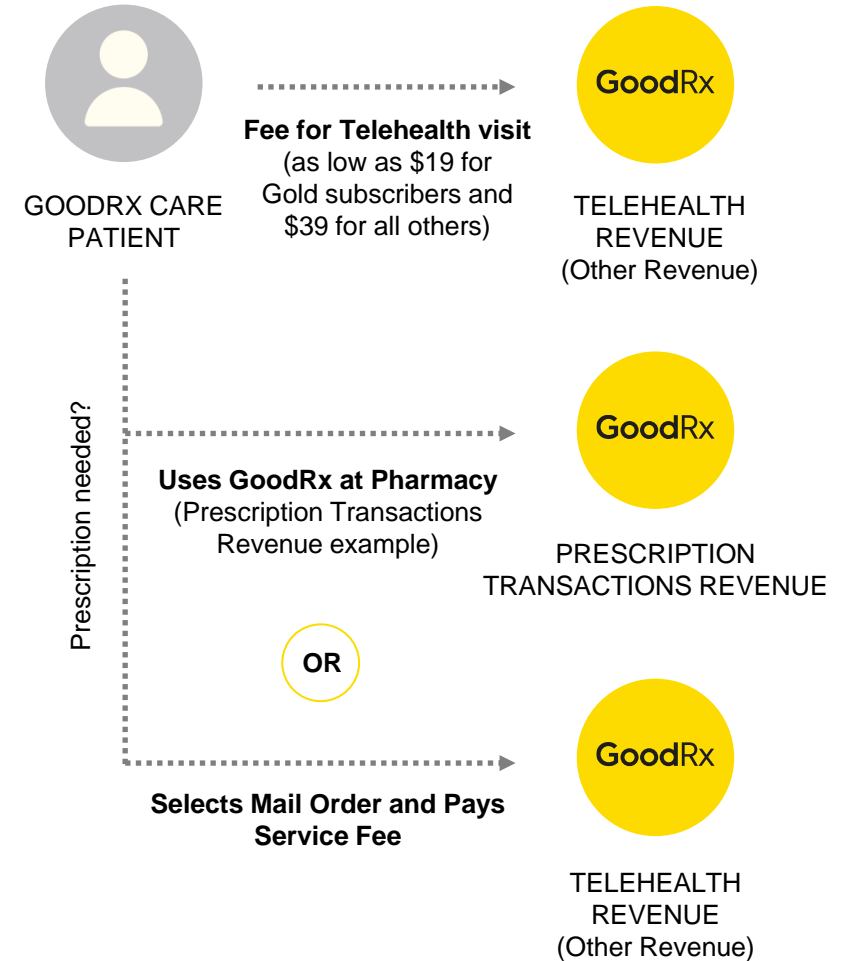 GoodRx
Fee for Telehealth visit
(as low as $19 for
Gold subscribers and
$39 for all others)
GOODRX CARE
PATIENT
TELEHEALTH
REVENUE
(Other Revenue)
Prescription needed?
GoodRx
Uses GoodRx at Pharmacy
(Prescription Transactions
Revenue example)
PRESCRIPTION
TRANSACTIONS REVENUE
OR
GoodRx
Selects Mail Order and Pays
Service Fee
TELEHEALTH
REVENUE
(Other Revenue)